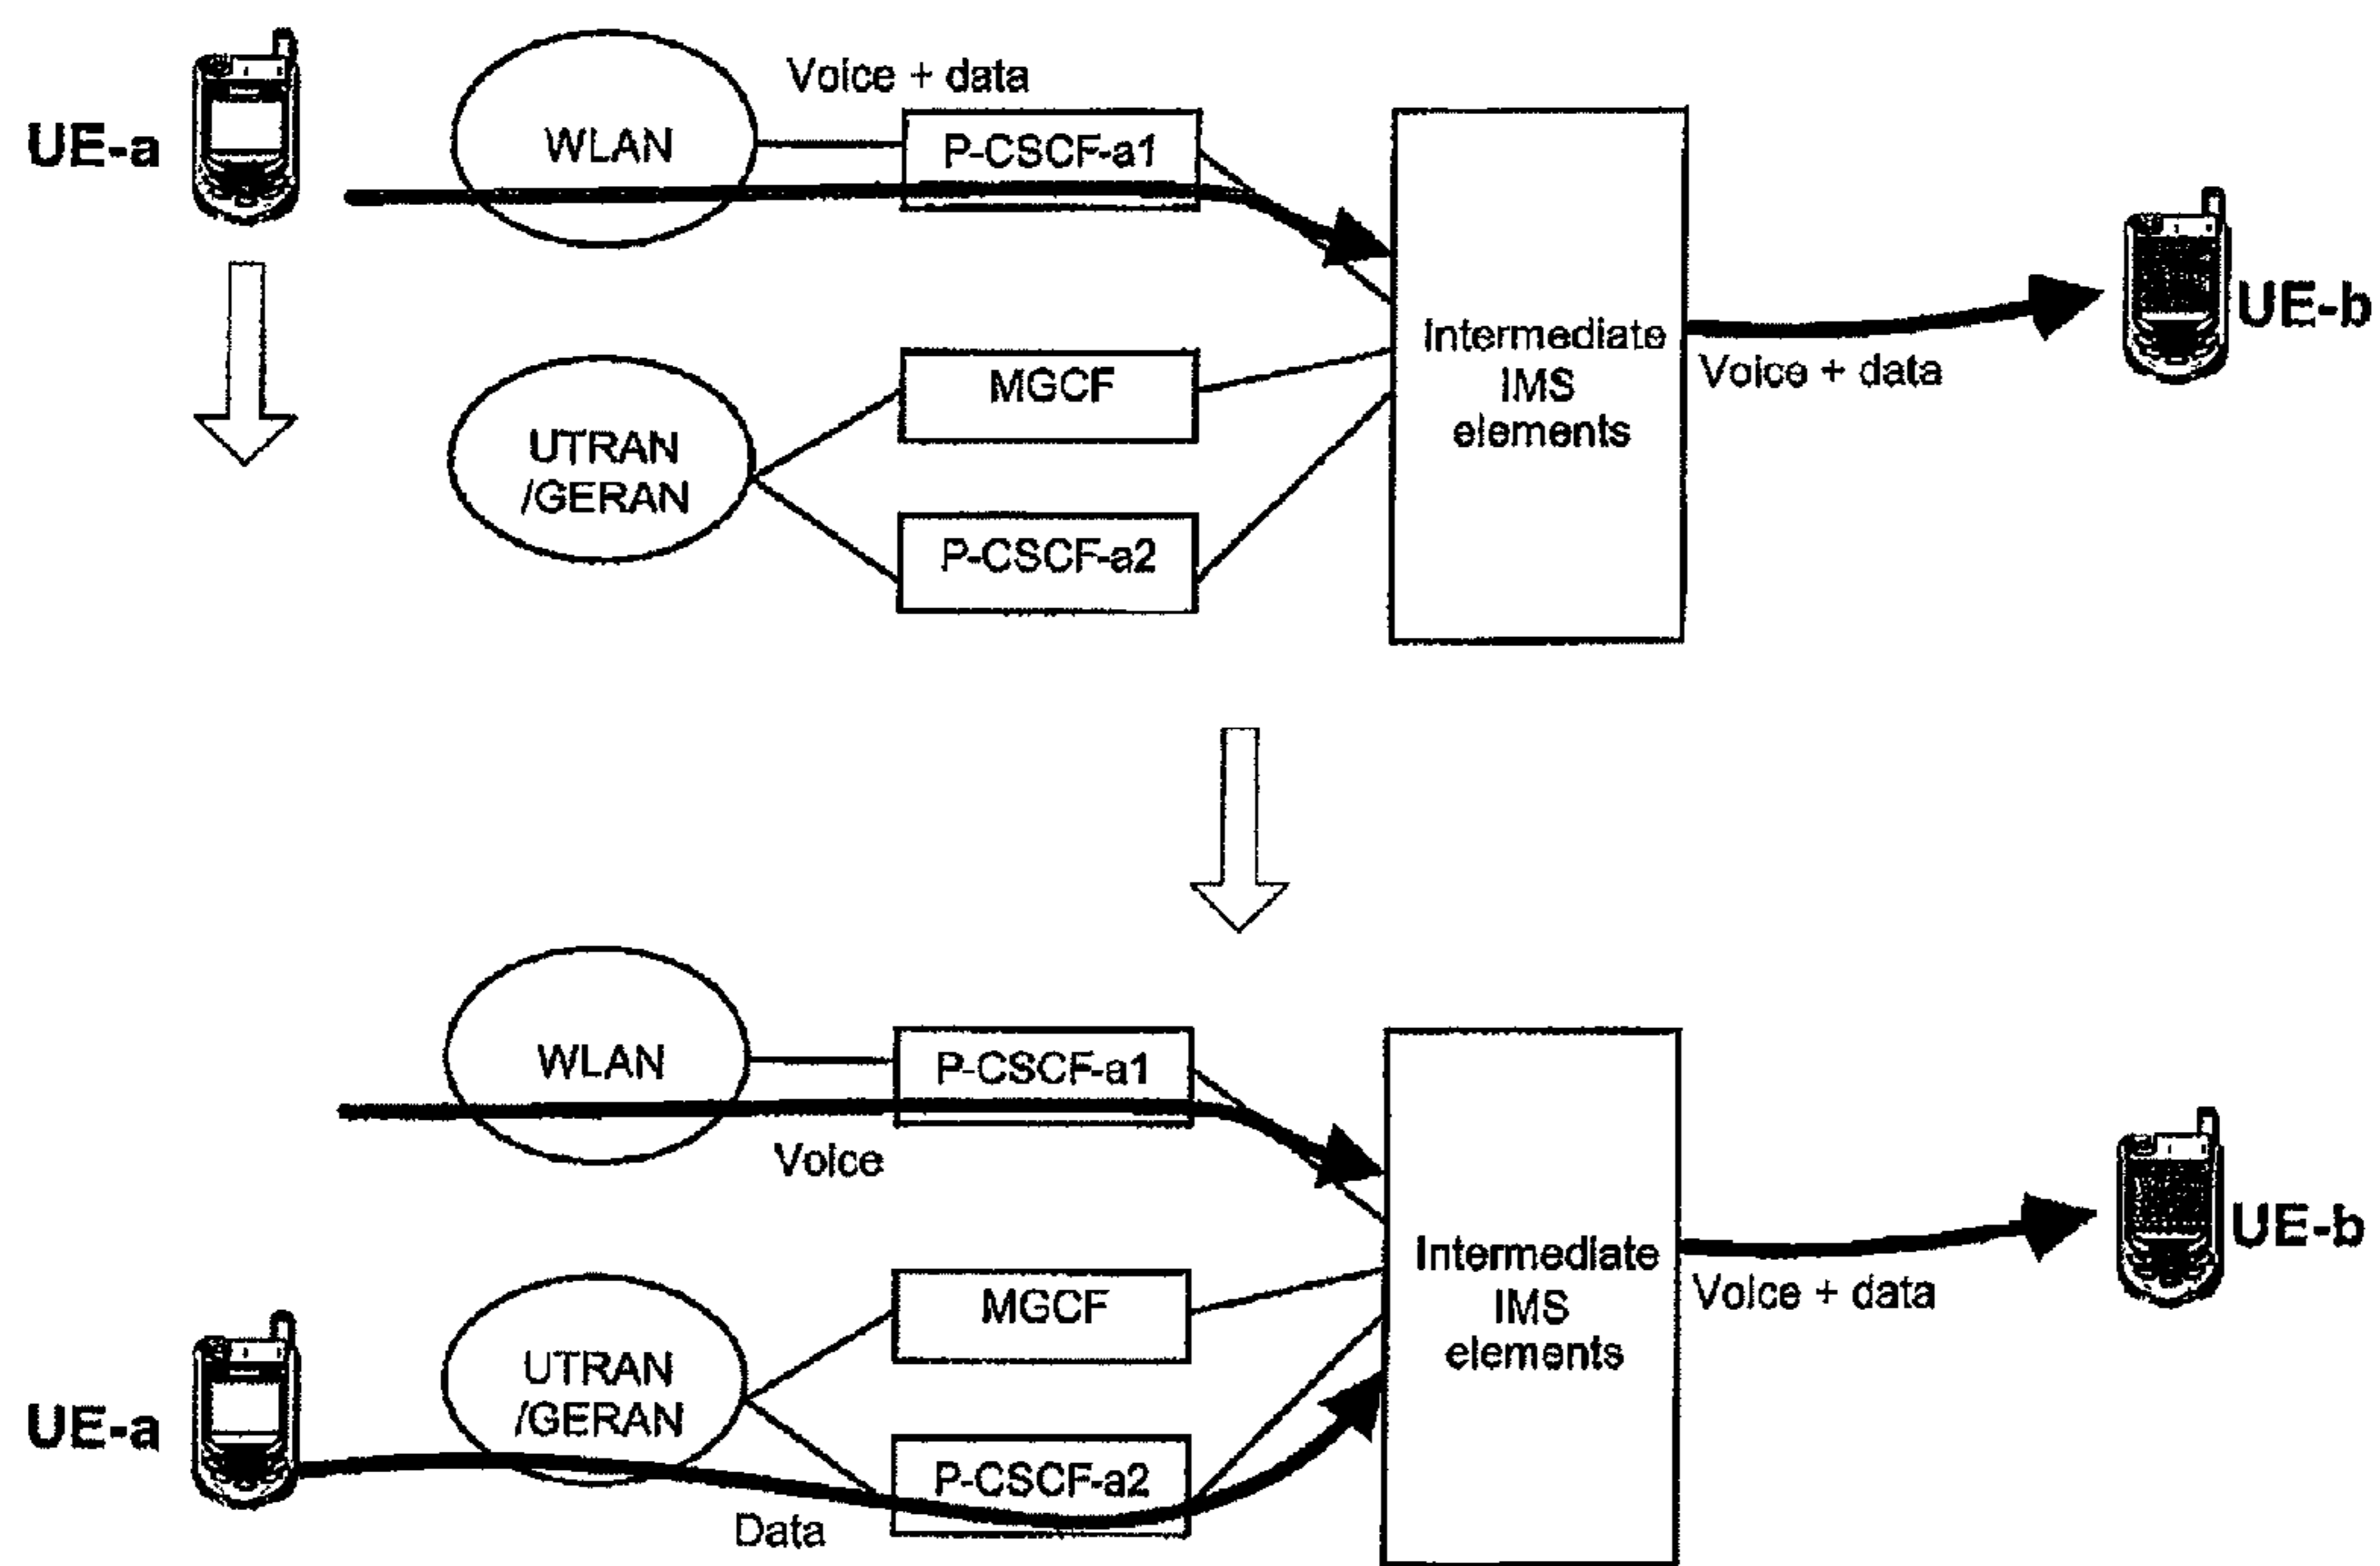 Voice + data
UE-a
WLAN
P-CSCF-a1
UE-b
Intermediate
IMS
elements
Voice + data
MGCF
UTRAN
/GERAN
P-CSCF-a2
WLAN
P-CSCF-a1
Voice
UE-b
Intermediate
IMS
elements
Voice + data
MGCF
UTRAN
/GERAN
UE-a
P-CSCF-a2
Data